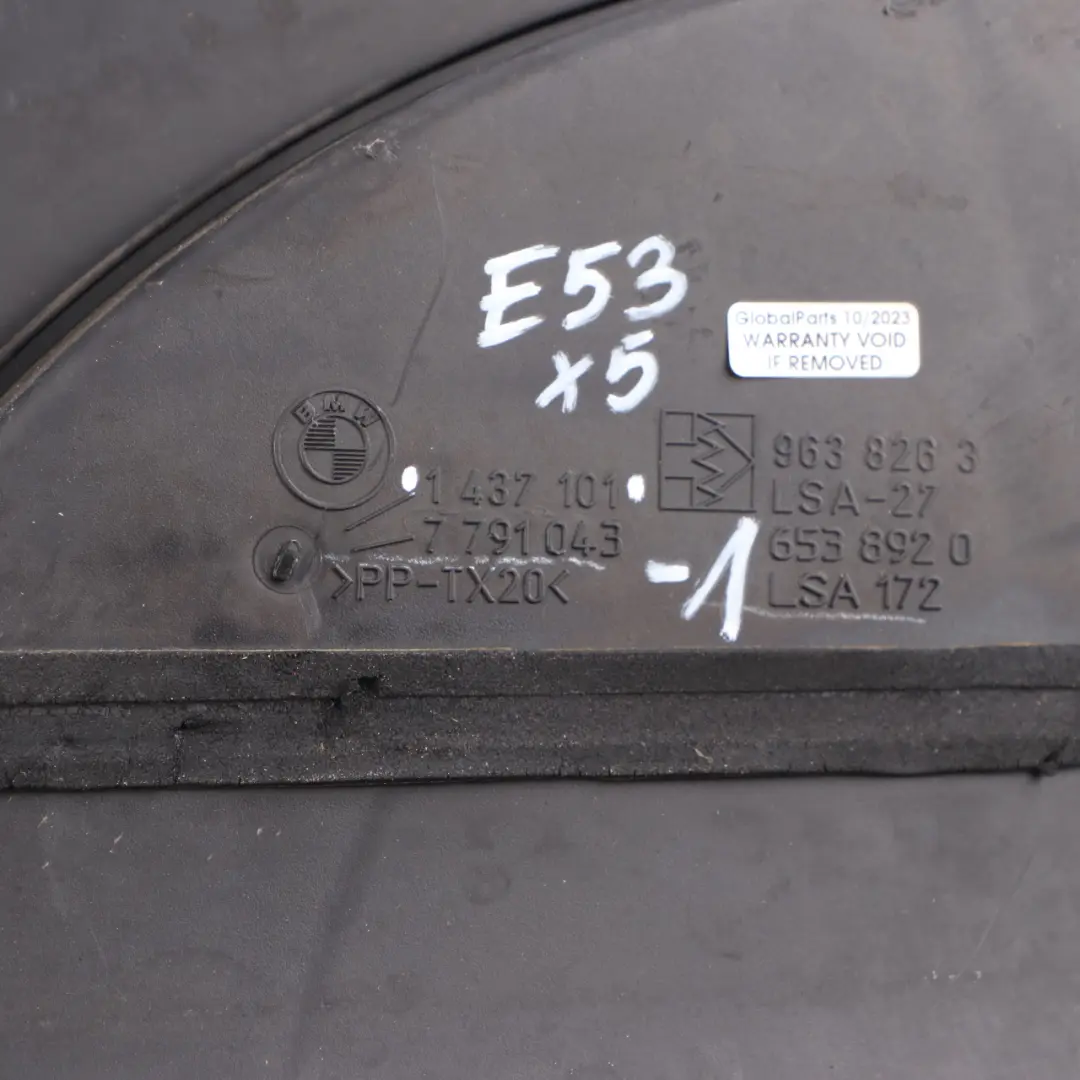 E53
x5
GlobalParts 10/2023
WARRANTY VOID
IF REMOVED
BMW
1 437 101
7 791 043
>PP-TX20<
963 826 3
LSA-27
653 892 0
LSA 172
-1